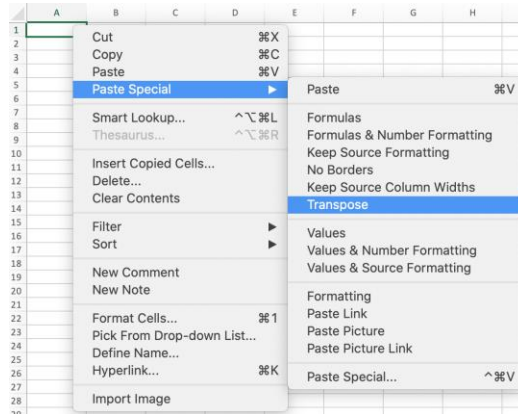 A B C D E F G H
1
2
3
4
5
6
7
8
9
10
11
12
13
14
15
16
17
18
19
20
21
22
23
24
25
26
27
28
Cut ⌘X
Copy ⌘C
Paste ⌘V
Paste Special ▶
Smart Lookup... ^⌥⌘L
Thesaurus... ^⌥⌘R
Insert Copied Cells...
Delete...
Clear Contents
Filter ▶
Sort ▶
New Comment
New Note
Format Cells... ⌘1
Pick From Drop-down List...
Define Name...
Hyperlink... ⌘K
Import Image
Paste ⌘V
Formulas
Formulas & Number Formatting
Keep Source Formatting
No Borders
Keep Source Column Widths
Transpose
Values
Values & Number Formatting
Values & Source Formatting
Formatting
Paste Link
Paste Picture
Paste Picture Link
Paste Special... ^⌘V